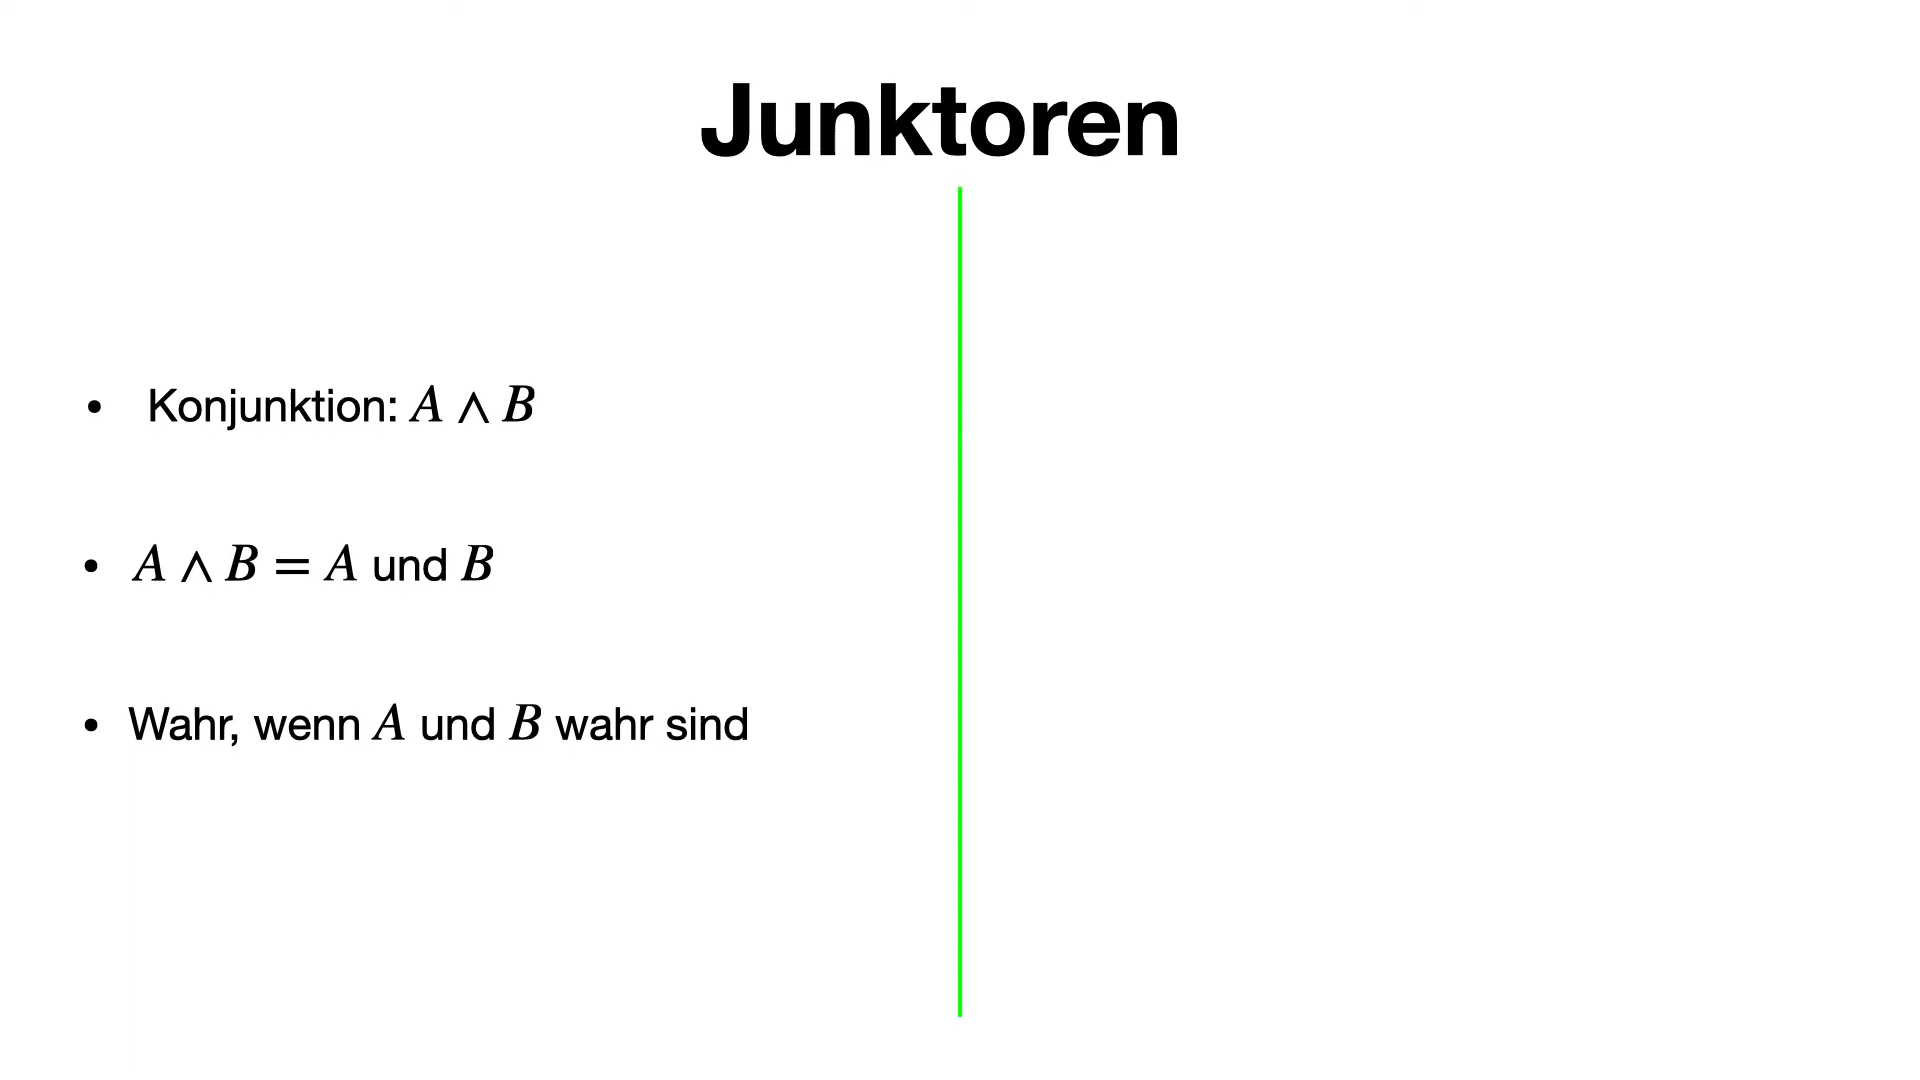 Junktoren
• Konjunktion: A ∧ B
• A ∧ B = A und B
• Wahr, wenn A und B wahr sind